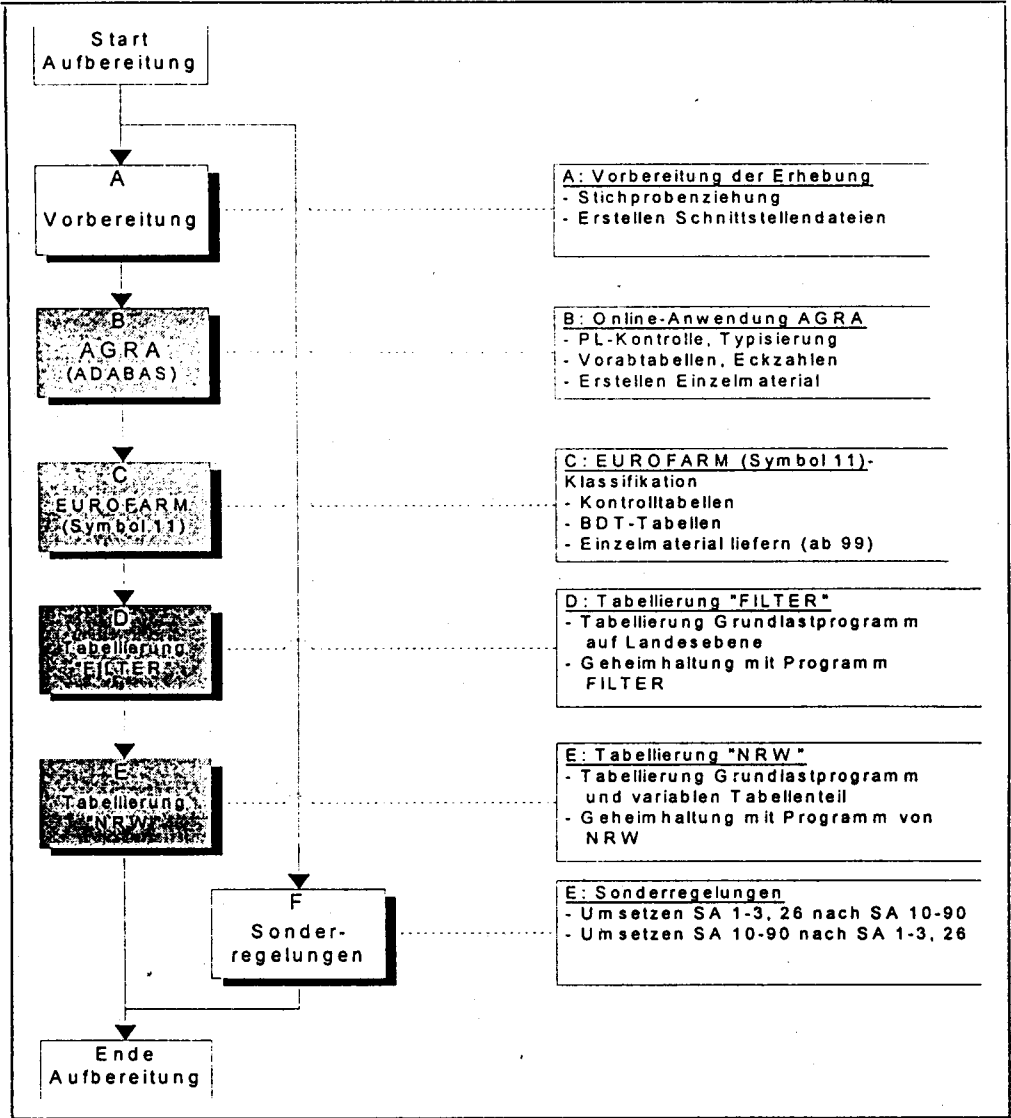 Start
Aufbereitung
A
Vorbereitung
A: Vorbereitung der Erhebung
- Stichprobenziehung
- Erstellen Schnittstellendateien
B
AGRA
(ADABAS)
B: Online-Anwendung AGRA
- PL-Kontrolle, Typisierung
- Vorabtabellen, Eckzahlen
- Erstellen Einzelmaterial
C
EUROFARM
(Symbol 11)
C: EUROFARM (Symbol 11)-
Klassifikation
- Kontrolltabellen
- BDT-Tabellen
- Einzelmaterial liefern (ab 99)
D
Tabellierung
"FILTER"
D: Tabellierung "FILTER"
- Tabellierung Grundlastprogramm
auf Landesebene
- Geheimhaltung mit Programm
FILTER
E
Tabellierung
"NRW"
E: Tabellierung "NRW"
- Tabellierung Grundlastprogramm
und variablen Tabellenteil
- Geheimhaltung mit Programm von
NRW
F
Sonder-
regelungen
E: Sonderregelungen
- Umsetzen SA 1-3, 26 nach SA 10-90
- Umsetzen SA 10-90 nach SA 1-3, 26
Ende
Aufbereitung